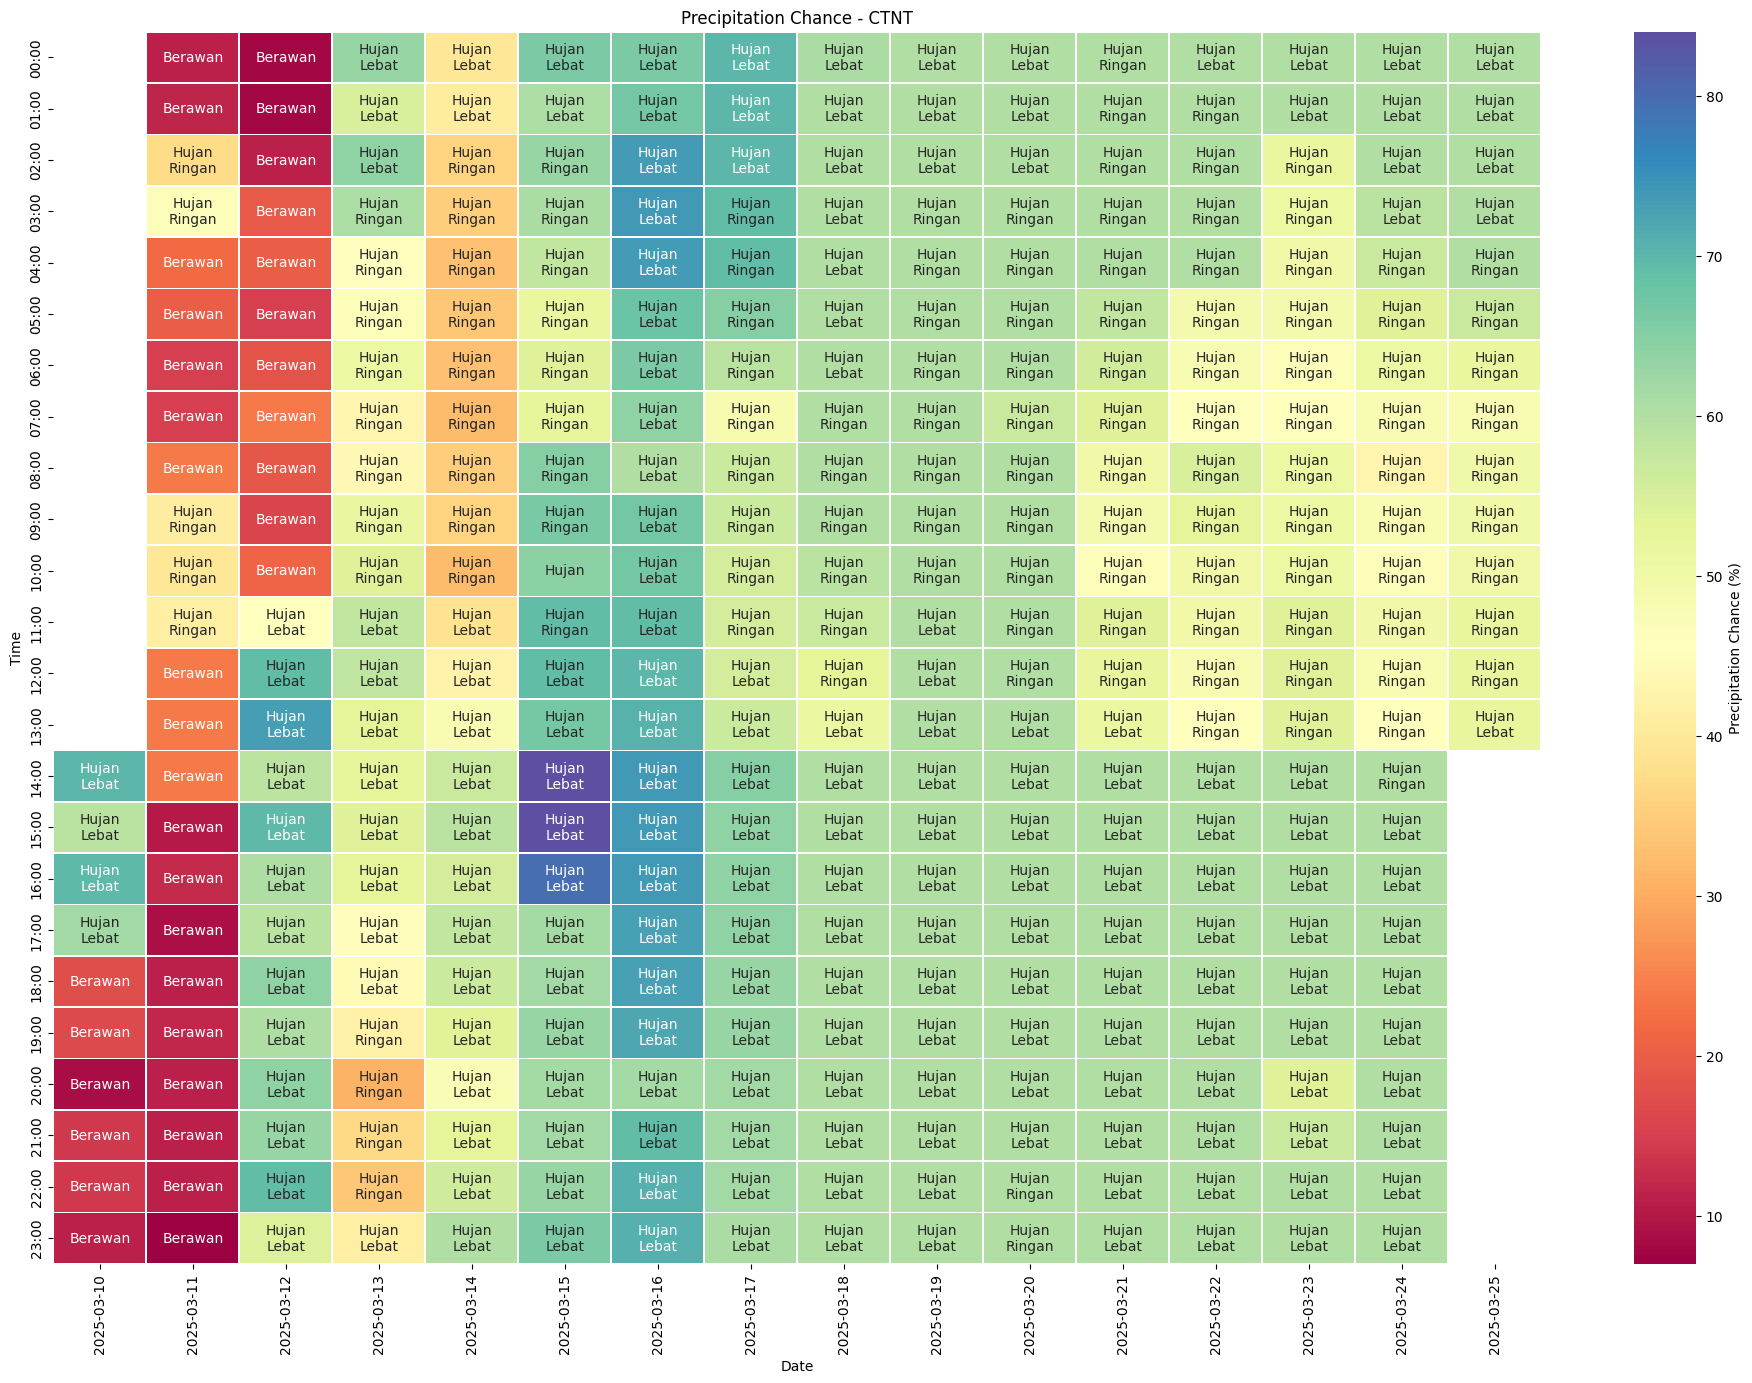 Precipitation Chance - CTNT
Time
00:00 Berawan Berawan Hujan Lebat Hujan Lebat Hujan Lebat Hujan Lebat Hujan Lebat Hujan Lebat Hujan Lebat Hujan Lebat Hujan Ringan Hujan Lebat Hujan Lebat Hujan Lebat Hujan Lebat
01:00 Berawan Berawan Hujan Lebat Hujan Lebat Hujan Lebat Hujan Lebat Hujan Lebat Hujan Lebat Hujan Lebat Hujan Lebat Hujan Ringan Hujan Ringan Hujan Lebat Hujan Lebat Hujan Lebat
02:00 Hujan Ringan Berawan Hujan Lebat Hujan Ringan Hujan Ringan Hujan Lebat Hujan Lebat Hujan Lebat Hujan Lebat Hujan Lebat Hujan Ringan Hujan Ringan Hujan Ringan Hujan Lebat Hujan Lebat
03:00 Hujan Ringan Berawan Hujan Ringan Hujan Ringan Hujan Ringan Hujan Lebat Hujan Ringan Hujan Lebat Hujan Ringan Hujan Ringan Hujan Ringan Hujan Ringan Hujan Ringan Hujan Lebat Hujan Lebat
04:00 Berawan Berawan Hujan Ringan Hujan Ringan Hujan Ringan Hujan Lebat Hujan Ringan Hujan Lebat Hujan Ringan Hujan Ringan Hujan Ringan Hujan Ringan Hujan Ringan Hujan Ringan Hujan Ringan
05:00 Berawan Berawan Hujan Ringan Hujan Ringan Hujan Ringan Hujan Lebat Hujan Ringan Hujan Lebat Hujan Ringan Hujan Ringan Hujan Ringan Hujan Ringan Hujan Ringan Hujan Ringan Hujan Ringan
06:00 Berawan Berawan Hujan Ringan Hujan Ringan Hujan Ringan Hujan Lebat Hujan Ringan Hujan Lebat Hujan Ringan Hujan Ringan Hujan Ringan Hujan Ringan Hujan Ringan Hujan Ringan Hujan Ringan
07:00 Berawan Berawan Hujan Ringan Hujan Ringan Hujan Ringan Hujan Lebat Hujan Ringan Hujan Ringan Hujan Ringan Hujan Ringan Hujan Ringan Hujan Ringan Hujan Ringan Hujan Ringan Hujan Ringan
08:00 Berawan Berawan Hujan Ringan Hujan Ringan Hujan Ringan Hujan Lebat Hujan Ringan Hujan Ringan Hujan Ringan Hujan Ringan Hujan Ringan Hujan Ringan Hujan Ringan Hujan Ringan Hujan Ringan
09:00 Hujan Ringan Berawan Hujan Ringan Hujan Ringan Hujan Ringan Hujan Lebat Hujan Ringan Hujan Ringan Hujan Ringan Hujan Ringan Hujan Ringan Hujan Ringan Hujan Ringan Hujan Ringan Hujan Ringan
10:00 Hujan Ringan Berawan Hujan Ringan Hujan Ringan Hujan Hujan Lebat Hujan Ringan Hujan Ringan Hujan Ringan Hujan Ringan Hujan Ringan Hujan Ringan Hujan Ringan Hujan Ringan Hujan Ringan
11:00 Hujan Ringan Hujan Lebat Hujan Lebat Hujan Lebat Hujan Ringan Hujan Lebat Hujan Ringan Hujan Ringan Hujan Lebat Hujan Ringan Hujan Ringan Hujan Ringan Hujan Ringan Hujan Ringan Hujan Ringan
12:00 Berawan Hujan Lebat Hujan Lebat Hujan Lebat Hujan Lebat Hujan Lebat Hujan Lebat Hujan Ringan Hujan Lebat Hujan Ringan Hujan Ringan Hujan Ringan Hujan Ringan Hujan Ringan Hujan Ringan
13:00 Berawan Hujan Lebat Hujan Lebat Hujan Lebat Hujan Lebat Hujan Lebat Hujan Lebat Hujan Lebat Hujan Lebat Hujan Lebat Hujan Lebat Hujan Ringan Hujan Ringan Hujan Ringan Hujan Lebat
14:00 Hujan Lebat Berawan Hujan Lebat Hujan Lebat Hujan Lebat Hujan Lebat Hujan Lebat Hujan Lebat Hujan Lebat Hujan Lebat Hujan Lebat Hujan Lebat Hujan Lebat Hujan Lebat Hujan Ringan
15:00 Hujan Lebat Berawan Hujan Lebat Hujan Lebat Hujan Lebat Hujan Lebat Hujan Lebat Hujan Lebat Hujan Lebat Hujan Lebat Hujan Lebat Hujan Lebat Hujan Lebat Hujan Lebat Hujan Lebat
16:00 Hujan Lebat Berawan Hujan Lebat Hujan Lebat Hujan Lebat Hujan Lebat Hujan Lebat Hujan Lebat Hujan Lebat Hujan Lebat Hujan Lebat Hujan Lebat Hujan Lebat Hujan Lebat Hujan Lebat
17:00 Hujan Lebat Berawan Hujan Lebat Hujan Lebat Hujan Lebat Hujan Lebat Hujan Lebat Hujan Lebat Hujan Lebat Hujan Lebat Hujan Lebat Hujan Lebat Hujan Lebat Hujan Lebat Hujan Lebat
18:00 Berawan Berawan Hujan Lebat Hujan Lebat Hujan Lebat Hujan Lebat Hujan Lebat Hujan Lebat Hujan Lebat Hujan Lebat Hujan Lebat Hujan Lebat Hujan Lebat Hujan Lebat Hujan Lebat
19:00 Berawan Berawan Hujan Lebat Hujan Ringan Hujan Lebat Hujan Lebat Hujan Lebat Hujan Lebat Hujan Lebat Hujan Lebat Hujan Lebat Hujan Lebat Hujan Lebat Hujan Lebat Hujan Lebat
20:00 Berawan Berawan Hujan Lebat Hujan Ringan Hujan Lebat Hujan Lebat Hujan Lebat Hujan Lebat Hujan Lebat Hujan Lebat Hujan Lebat Hujan Lebat Hujan Lebat Hujan Lebat Hujan Lebat
21:00 Berawan Berawan Hujan Lebat Hujan Ringan Hujan Lebat Hujan Lebat Hujan Lebat Hujan Lebat Hujan Lebat Hujan Lebat Hujan Lebat Hujan Lebat Hujan Lebat Hujan Lebat Hujan Lebat
22:00 Berawan Berawan Hujan Lebat Hujan Ringan Hujan Lebat Hujan Lebat Hujan Lebat Hujan Lebat Hujan Lebat Hujan Lebat Hujan Ringan Hujan Lebat Hujan Lebat Hujan Lebat Hujan Lebat
23:00 Berawan Berawan Hujan Lebat Hujan Lebat Hujan Lebat Hujan Lebat Hujan Lebat Hujan Lebat Hujan Lebat Hujan Lebat Hujan Ringan Hujan Lebat Hujan Lebat Hujan Lebat Hujan Lebat
2025-03-10 2025-03-11 2025-03-12 2025-03-13 2025-03-14 2025-03-15 2025-03-16 2025-03-17 2025-03-18 2025-03-19 2025-03-20 2025-03-21 2025-03-22 2025-03-23 2025-03-24 2025-03-25
Date
80
70
60
50
40
30
20
10
Precipitation Chance (%)